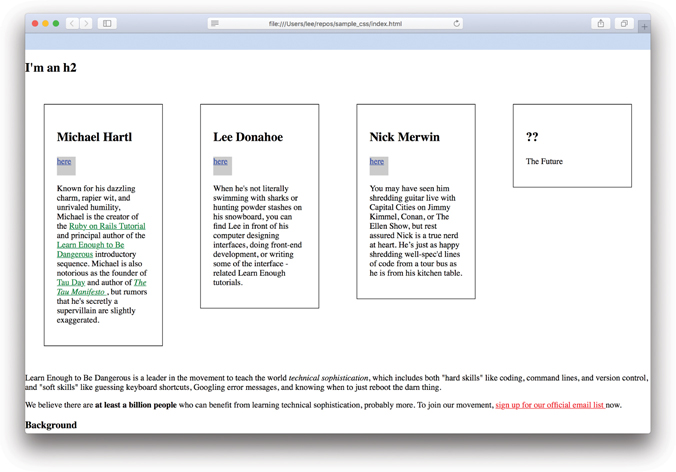 file:///Users/lee/repos/sample_css/index.html
I'm an h2
Michael Hartl
here
Known for his dazzling
charm, rapier wit, and
unrivaled humility,
Michael is the creator of
the Ruby on Rails Tutorial
and principal author of the
Learn Enough to Be
Dangerous introductory
sequence. Michael is also
notorious as the founder of
Tau Day and author of The
Tau Manifesto , but rumors
that he's secretly a
supervillain are slightly
exaggerated.
Lee Donahoe
here
When he's not literally
swimming with sharks or
hunting powder stashes on
his snowboard, you can
find Lee in front of his
computer designing
interfaces, doing front-end
development, or writing
some of the interface -
related Learn Enough
tutorials.
Nick Merwin
here
You may have seen him
shredding guitar live with
Capital Cities on Jimmy
Kimmel, Conan, or The
Ellen Show, but rest
assured Nick is a true nerd
at heart. He's just as happy
shredding well-spec'd lines
of code from a tour bus as
he is from his kitchen table.
??
The Future
Learn Enough to Be Dangerous is a leader in the movement to teach the world technical sophistication, which includes both "hard skills" like coding, command lines, and version control,
and "soft skills" like guessing keyboard shortcuts, Googling error messages, and knowing when to just reboot the darn thing.
We believe there are at least a billion people who can benefit from learning technical sophistication, probably more. To join our movement, sign up for our official email list now.
Background